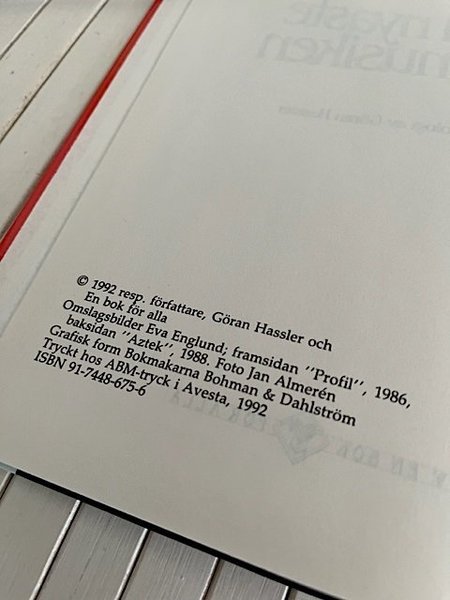 © 1992 resp. författare, Göran Hassler och
En bok för alla
Omslagsbilder Eva Englund; framsidan "Profil", 1986,
baksidan "Aztek", 1988. Foto Jan Almerén
Grafisk form Bokmakarna Bohman & Dahlström
Tryckt hos ABM-tryck i Avesta, 1992
ISBN 91-7448-675-6